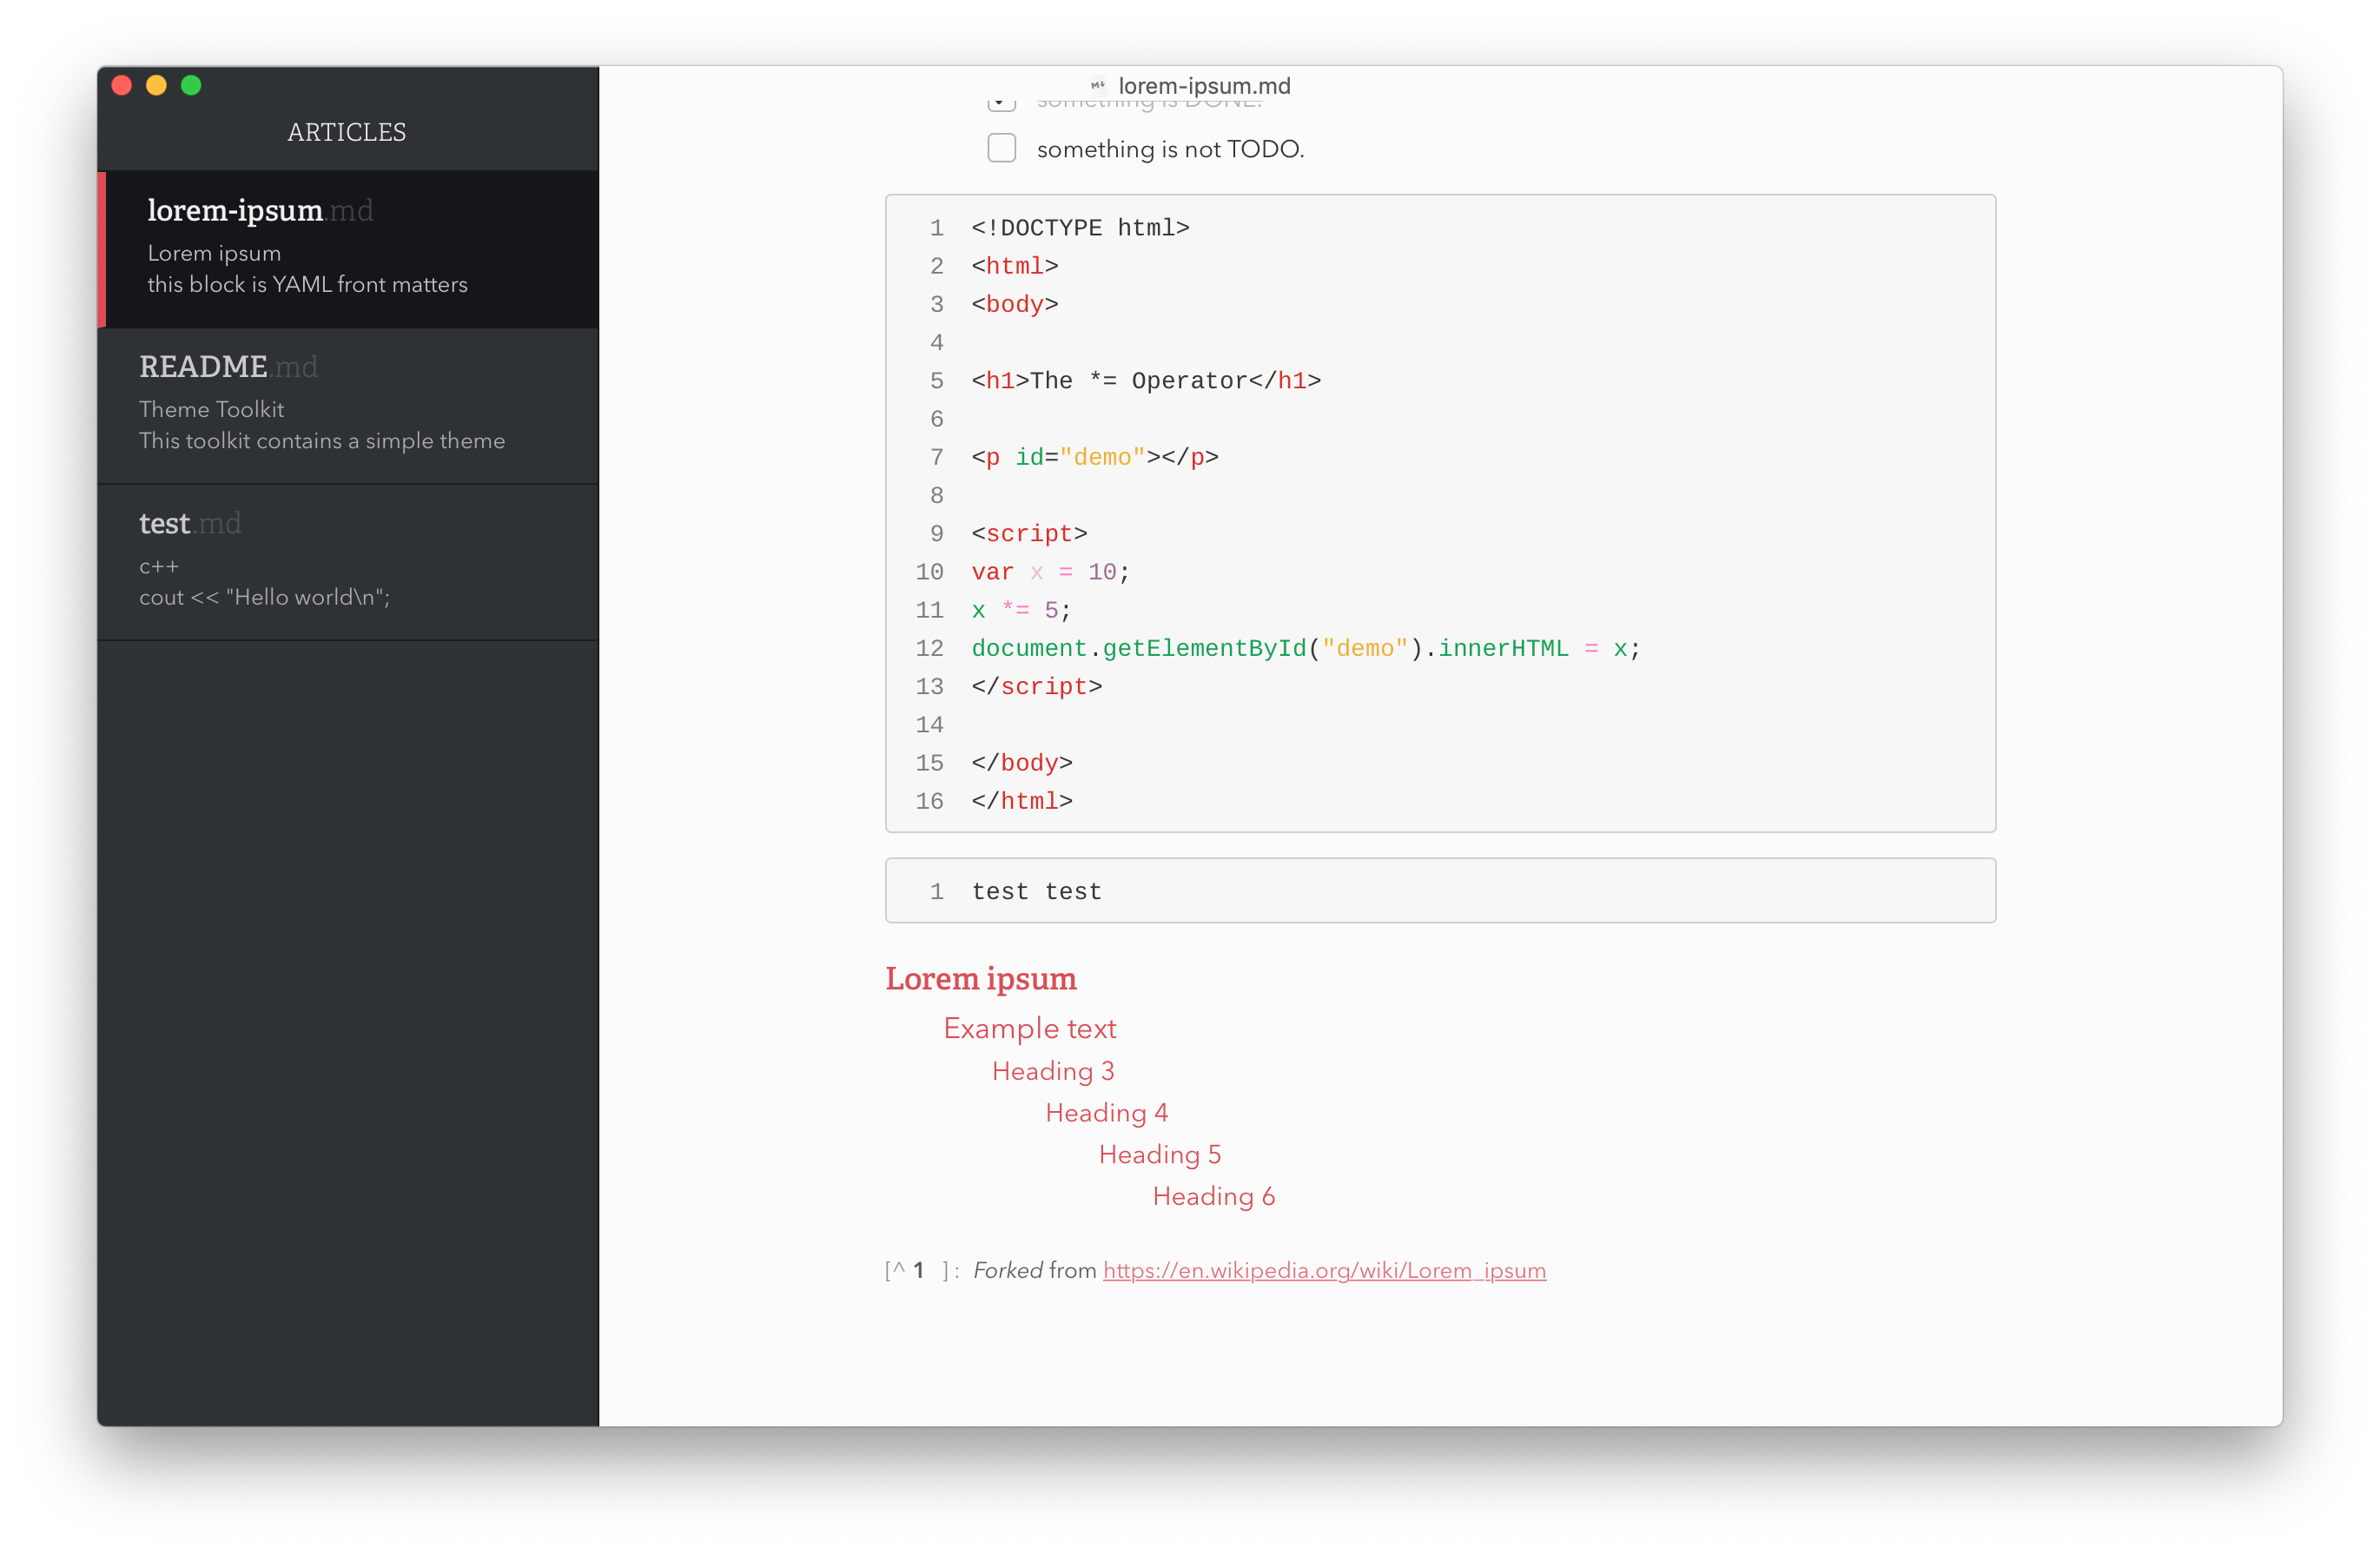 lorem-ipsum.md
ARTICLES
lorem-ipsum.md
Lorem ipsum
this block is YAML front matters
README.md
Theme Toolkit
This toolkit contains a simple theme
test.md
c++
cout << "Hello world\n";
something is DONE.
something is not TODO.
1 <!DOCTYPE html>
2 <html>
3 <body>
4
5 <h1>The *= Operator</h1>
6
7 <p id="demo"></p>
8
9 <script>
10 var x = 10;
11 x *= 5;
12 document.getElementById("demo").innerHTML = x;
13 </script>
14
15 </body>
16 </html>
1 test test
Lorem ipsum
Example text
Heading 3
Heading 4
Heading 5
Heading 6
[^ 1 ] : Forked from https://en.wikipedia.org/wiki/Lorem_ipsum